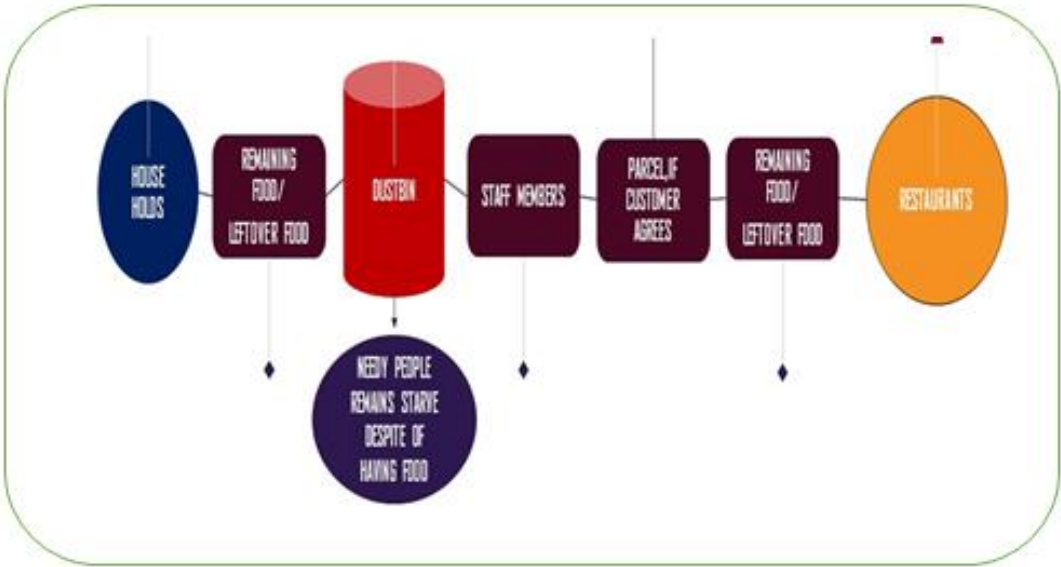 HOUSE
HOLDS
REMAINING
FOOD/
LEFTOVER FOOD
DUSTBIN
STAFF MEMBERS
PARCEL,IF
CUSTOMER
AGREES
REMAINING
FOOD/
LEFTOVER FOOD
RESTAURANTS
NEEDY PEOPLE
REMAINS STARVE
DESPITE OF
HAVING FOOD